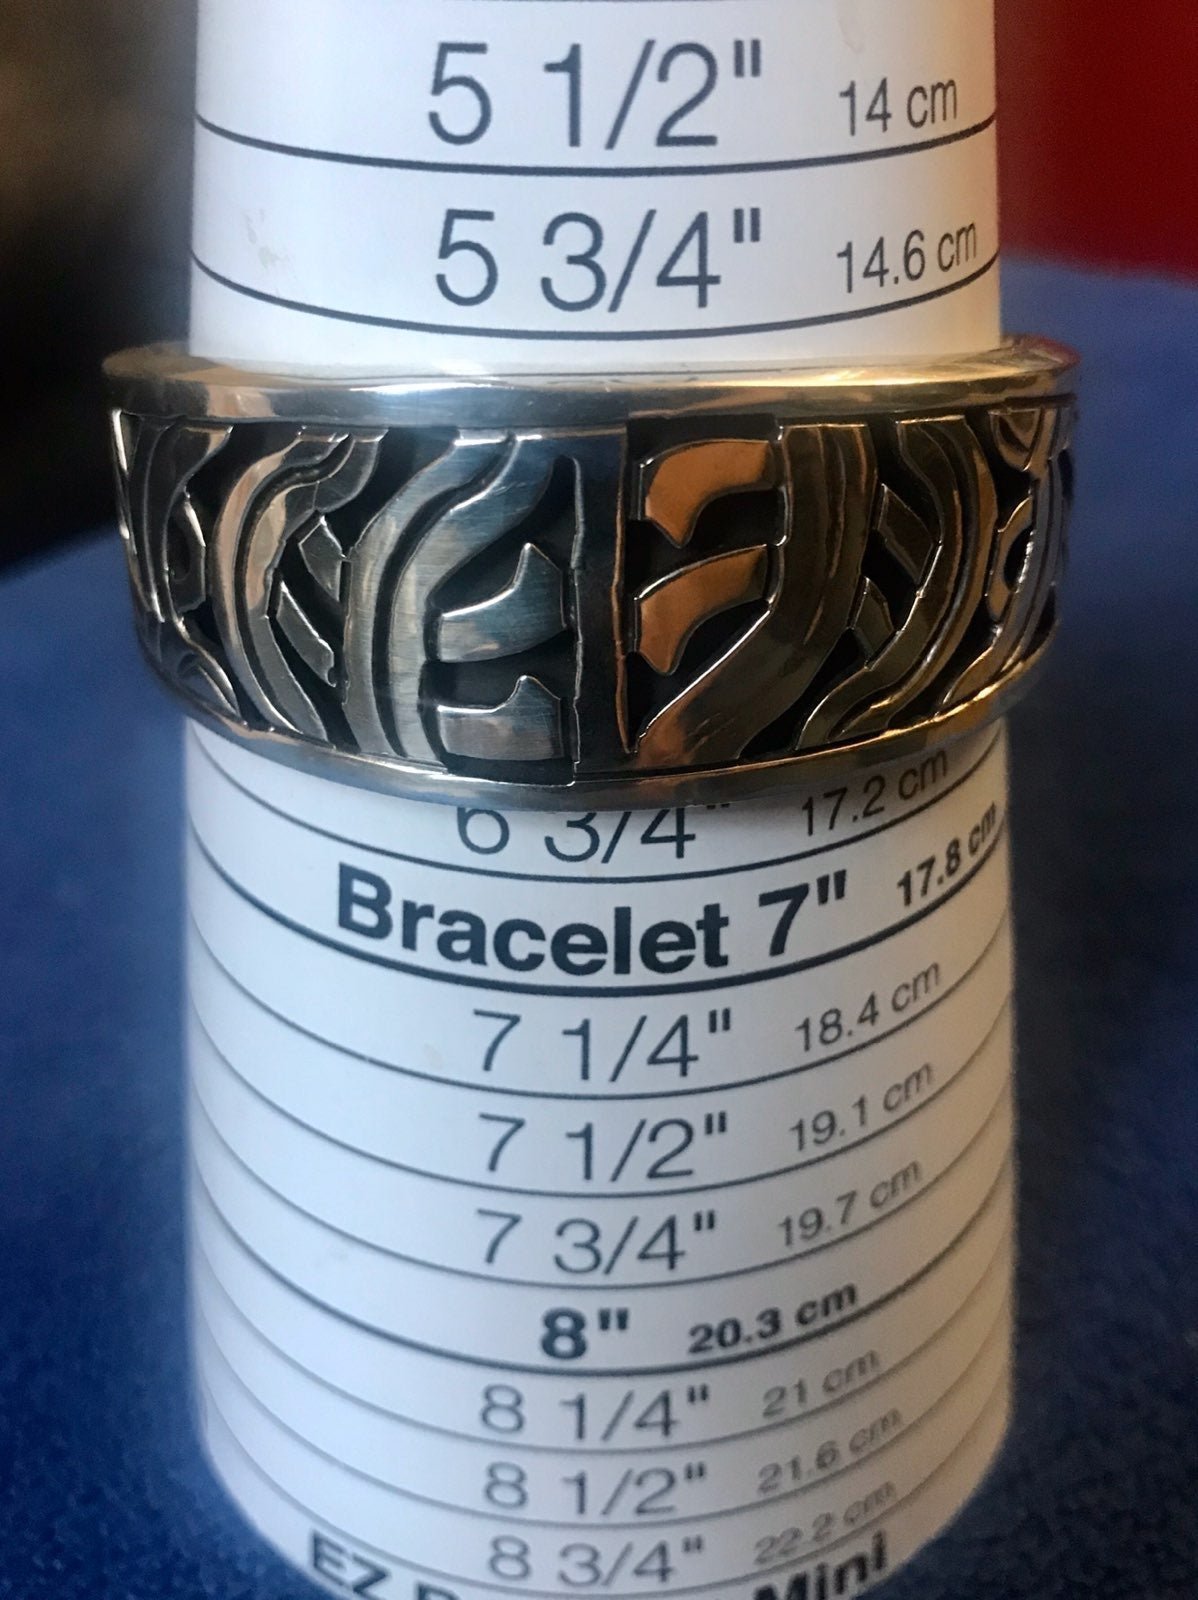 5 1/2" 14 cm
5 3/4" 14.6 cm
6 3/4" 17.2 cm
Bracelet 7" 17.8 cm
7 1/4" 18.4 cm
7 1/2" 19.1 cm
7 3/4" 19.7 cm
8" 20.3 cm
8 1/4" 21 cm
8 1/2" 21.6 cm
8 3/4" 22.2 cm
EZ Mini